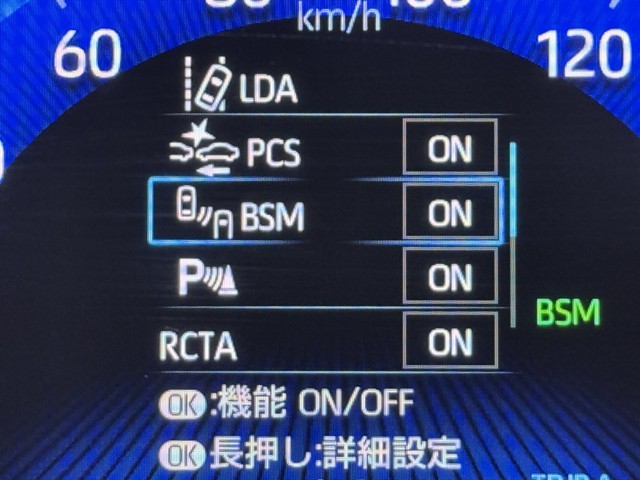 km/h
60
120
LDA
PCS ON
BSM ON
P ON
BSM
RCTA ON
OK:機能 ON/OFF
OK長押し:詳細設定